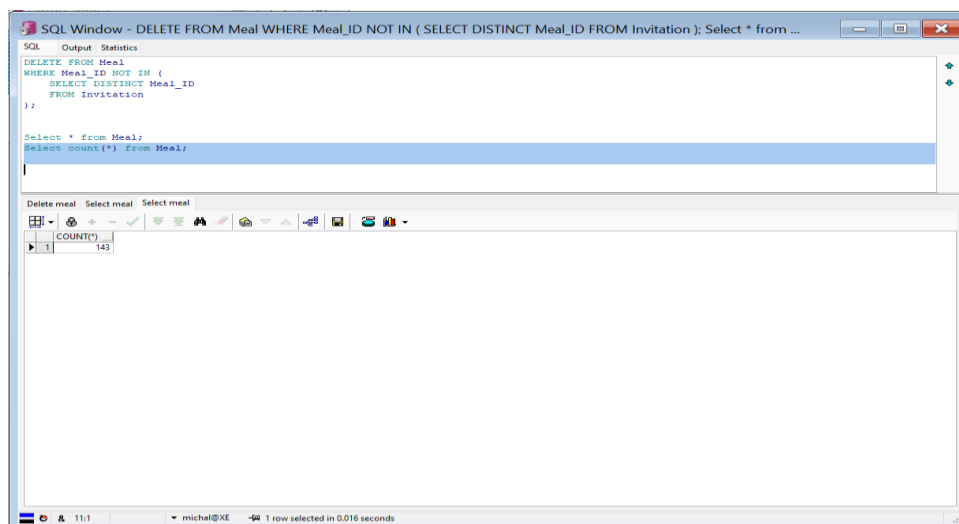 SQL Window - DELETE FROM Meal WHERE Meal_ID NOT IN ( SELECT DISTINCT Meal_ID FROM Invitation ); Select * from ...
SQL Output Statistics
DELETE FROM Meal
WHERE Meal_ID NOT IN (
SELECT DISTINCT Meal_ID
FROM Invitation
);
Select * from Meal;
Select count(*) from Meal;
Delete meal Select meal Select meal
COUNT(*)
1 143
& 11:1 michal@XE 1 row selected in 0.016 seconds